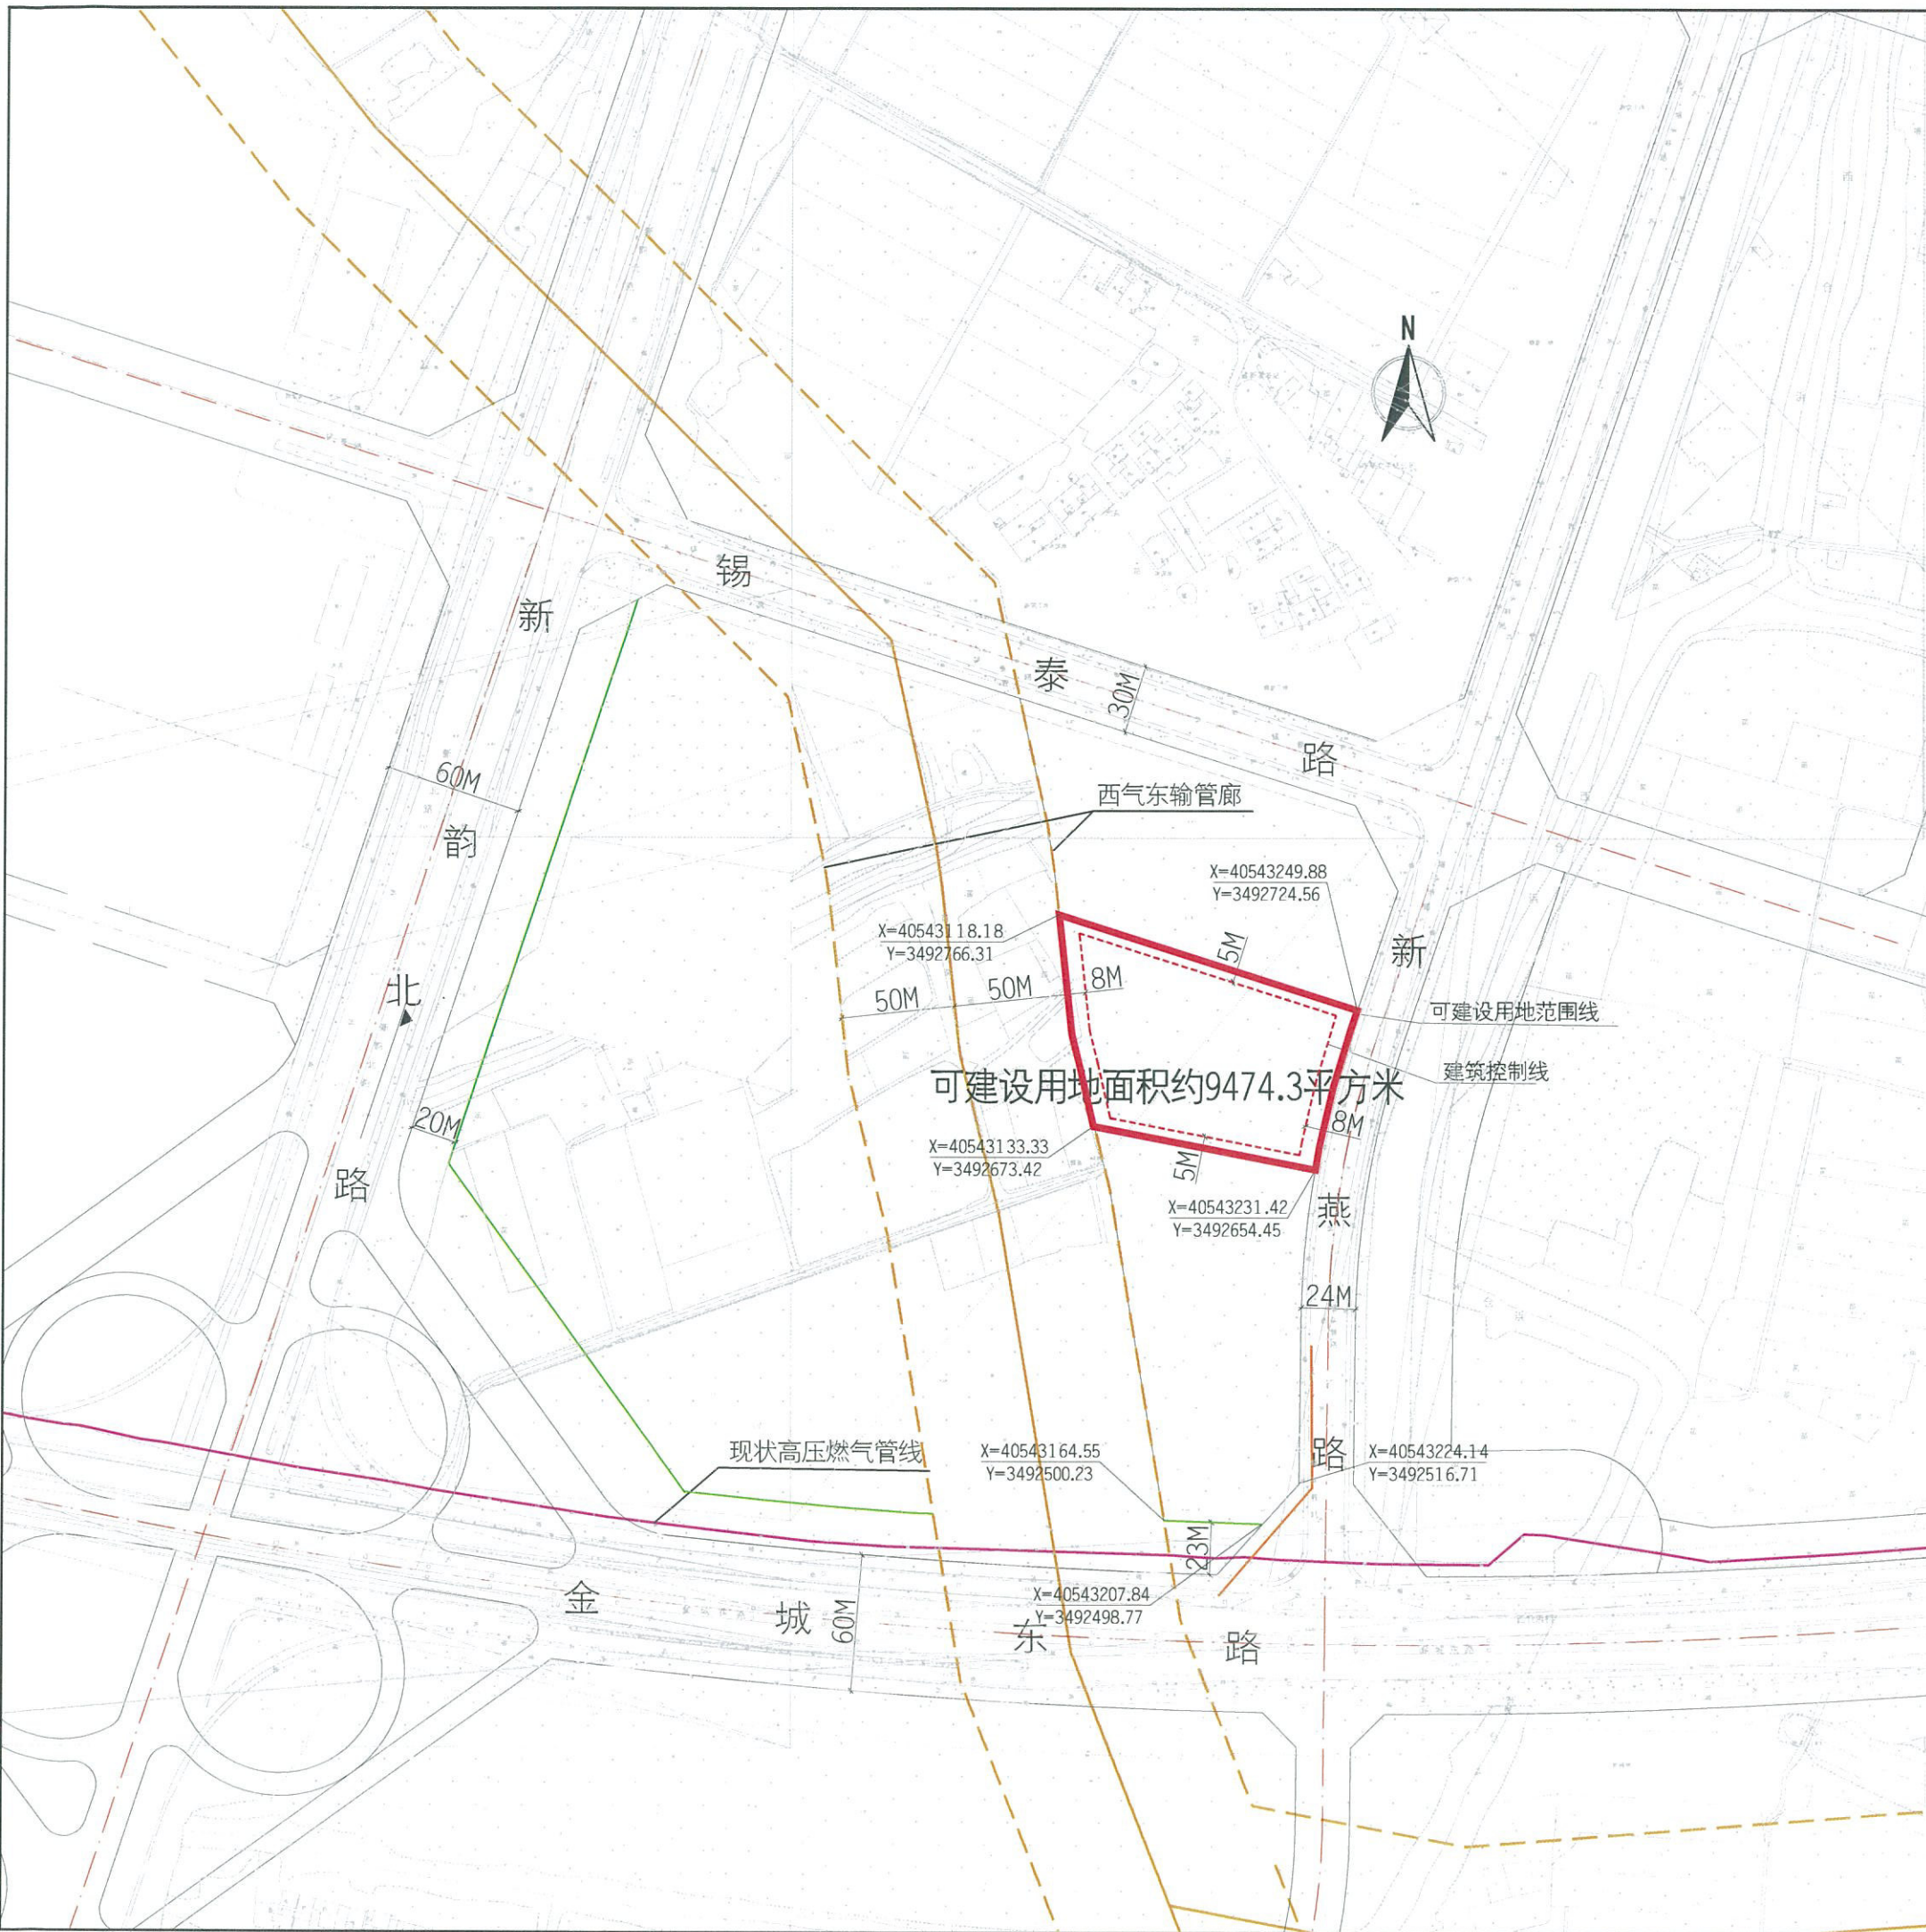 N
锡
泰
路
30M
新
韵
北
路
60M
20M
西气东输管廊
X=40543249.88
Y=3492724.56
X=40543118.18
Y=3492766.31
5M
50M
50M
8M
新
燕
路
可建设用地范围线
建筑控制线
可建设用地面积约9474.3平方米
8M
X=40543133.33
Y=3492673.42
5M
X=40543231.42
Y=3492654.45
24M
现状高压燃气管线
X=40543164.55
Y=3492500.23
X=40543224.14
Y=3492516.71
23M
X=40543207.84
Y=3492498.77
金
城
东
路
60M